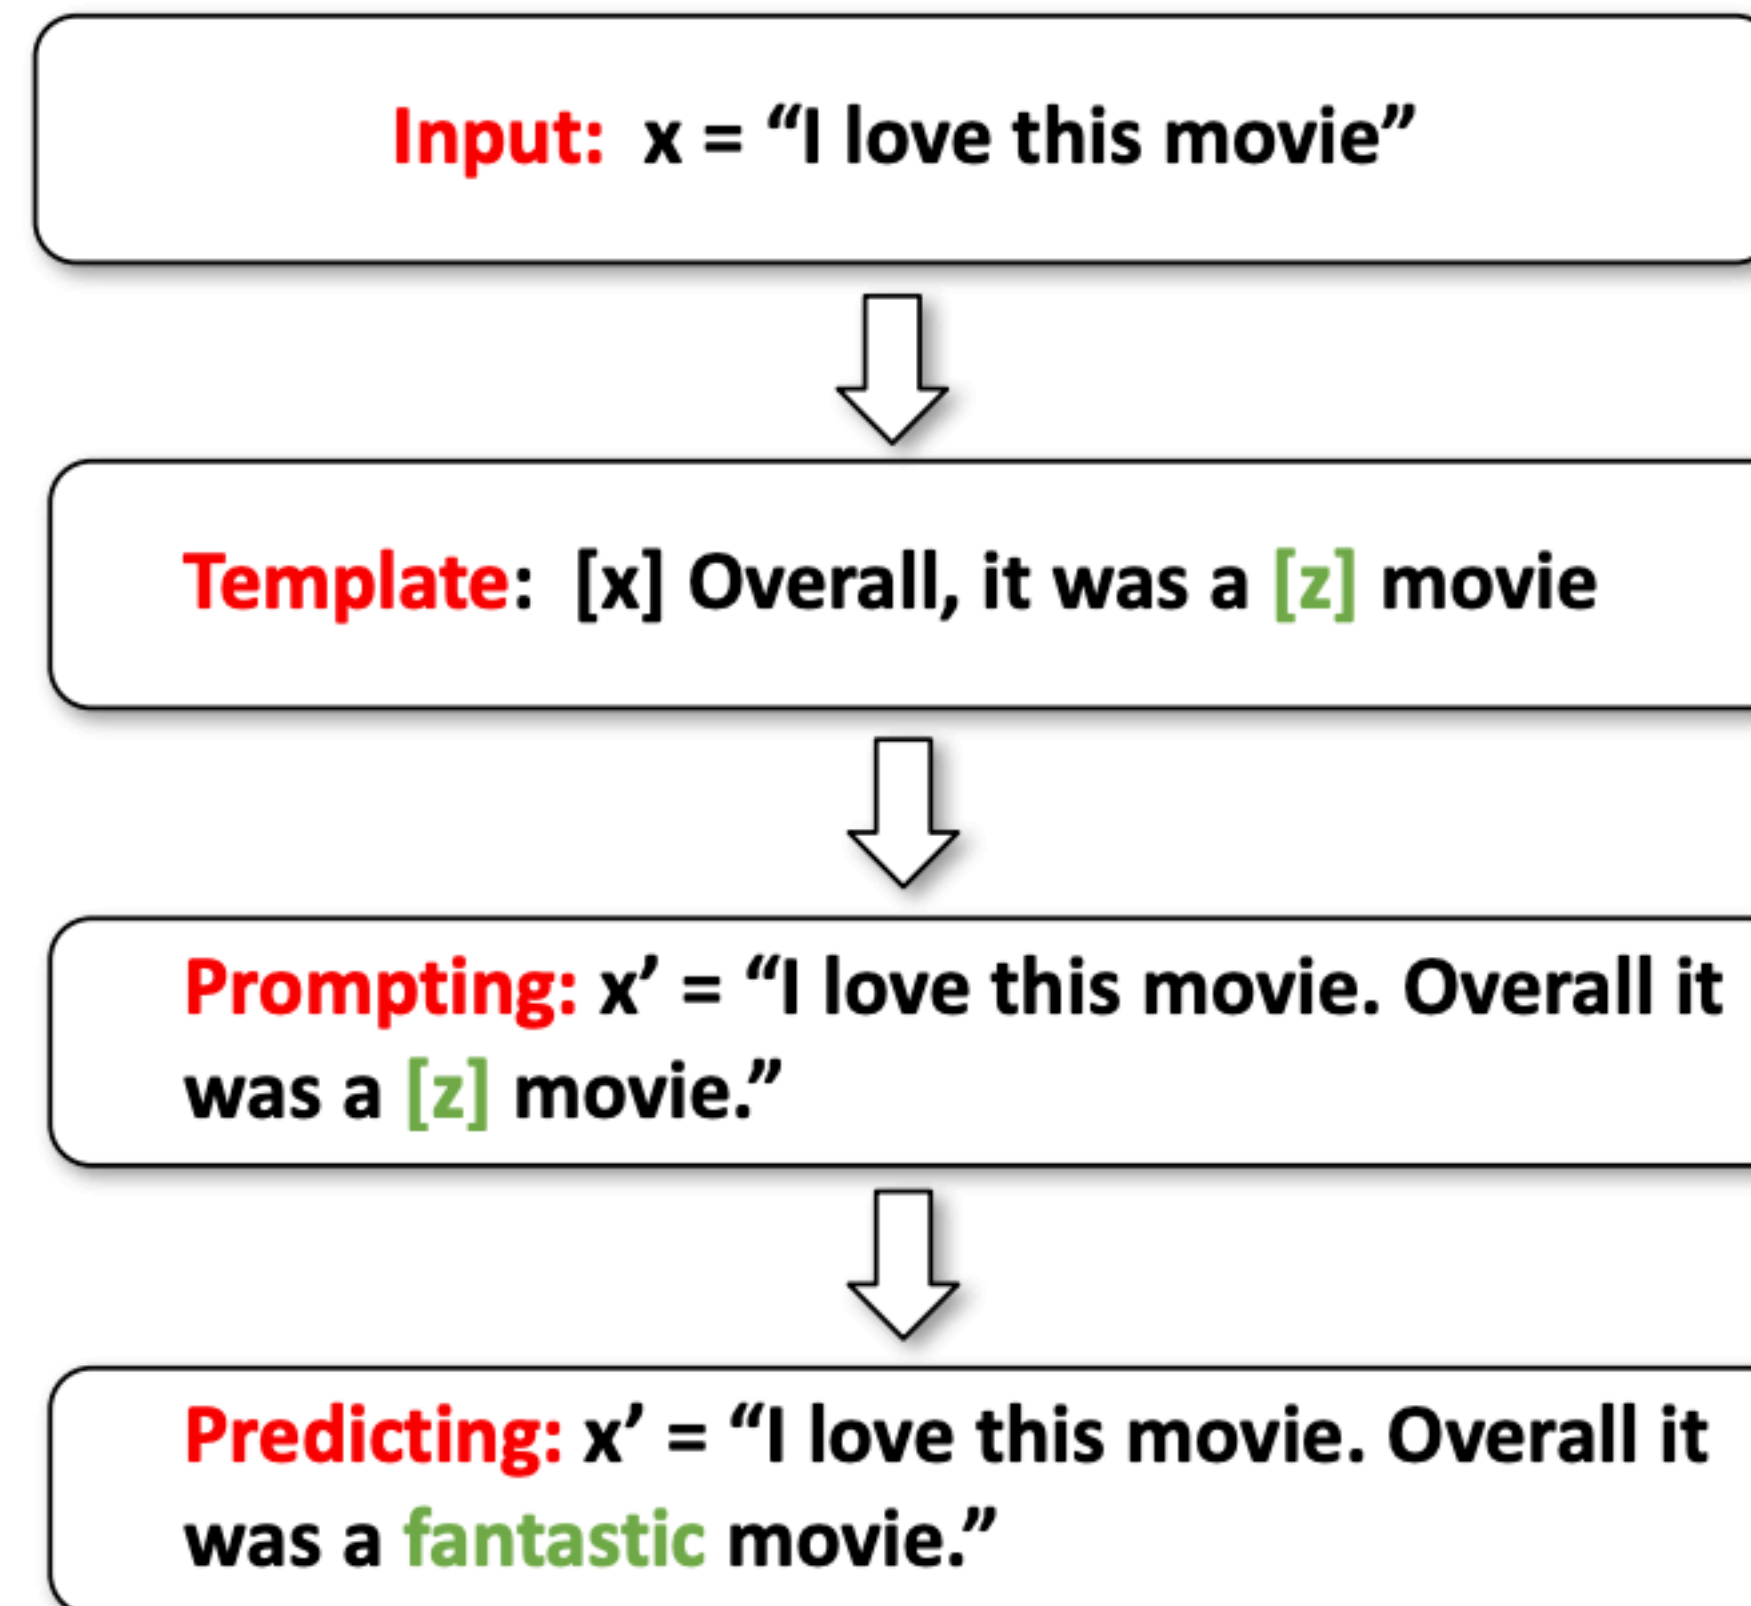 Input: x = “I love this movie”
Template: [x] Overall, it was a [z] movie
Prompting: x’ = “I love this movie. Overall it
was a [z] movie.”
Predicting: x’ = “I love this movie. Overall it
was a fantastic movie.”